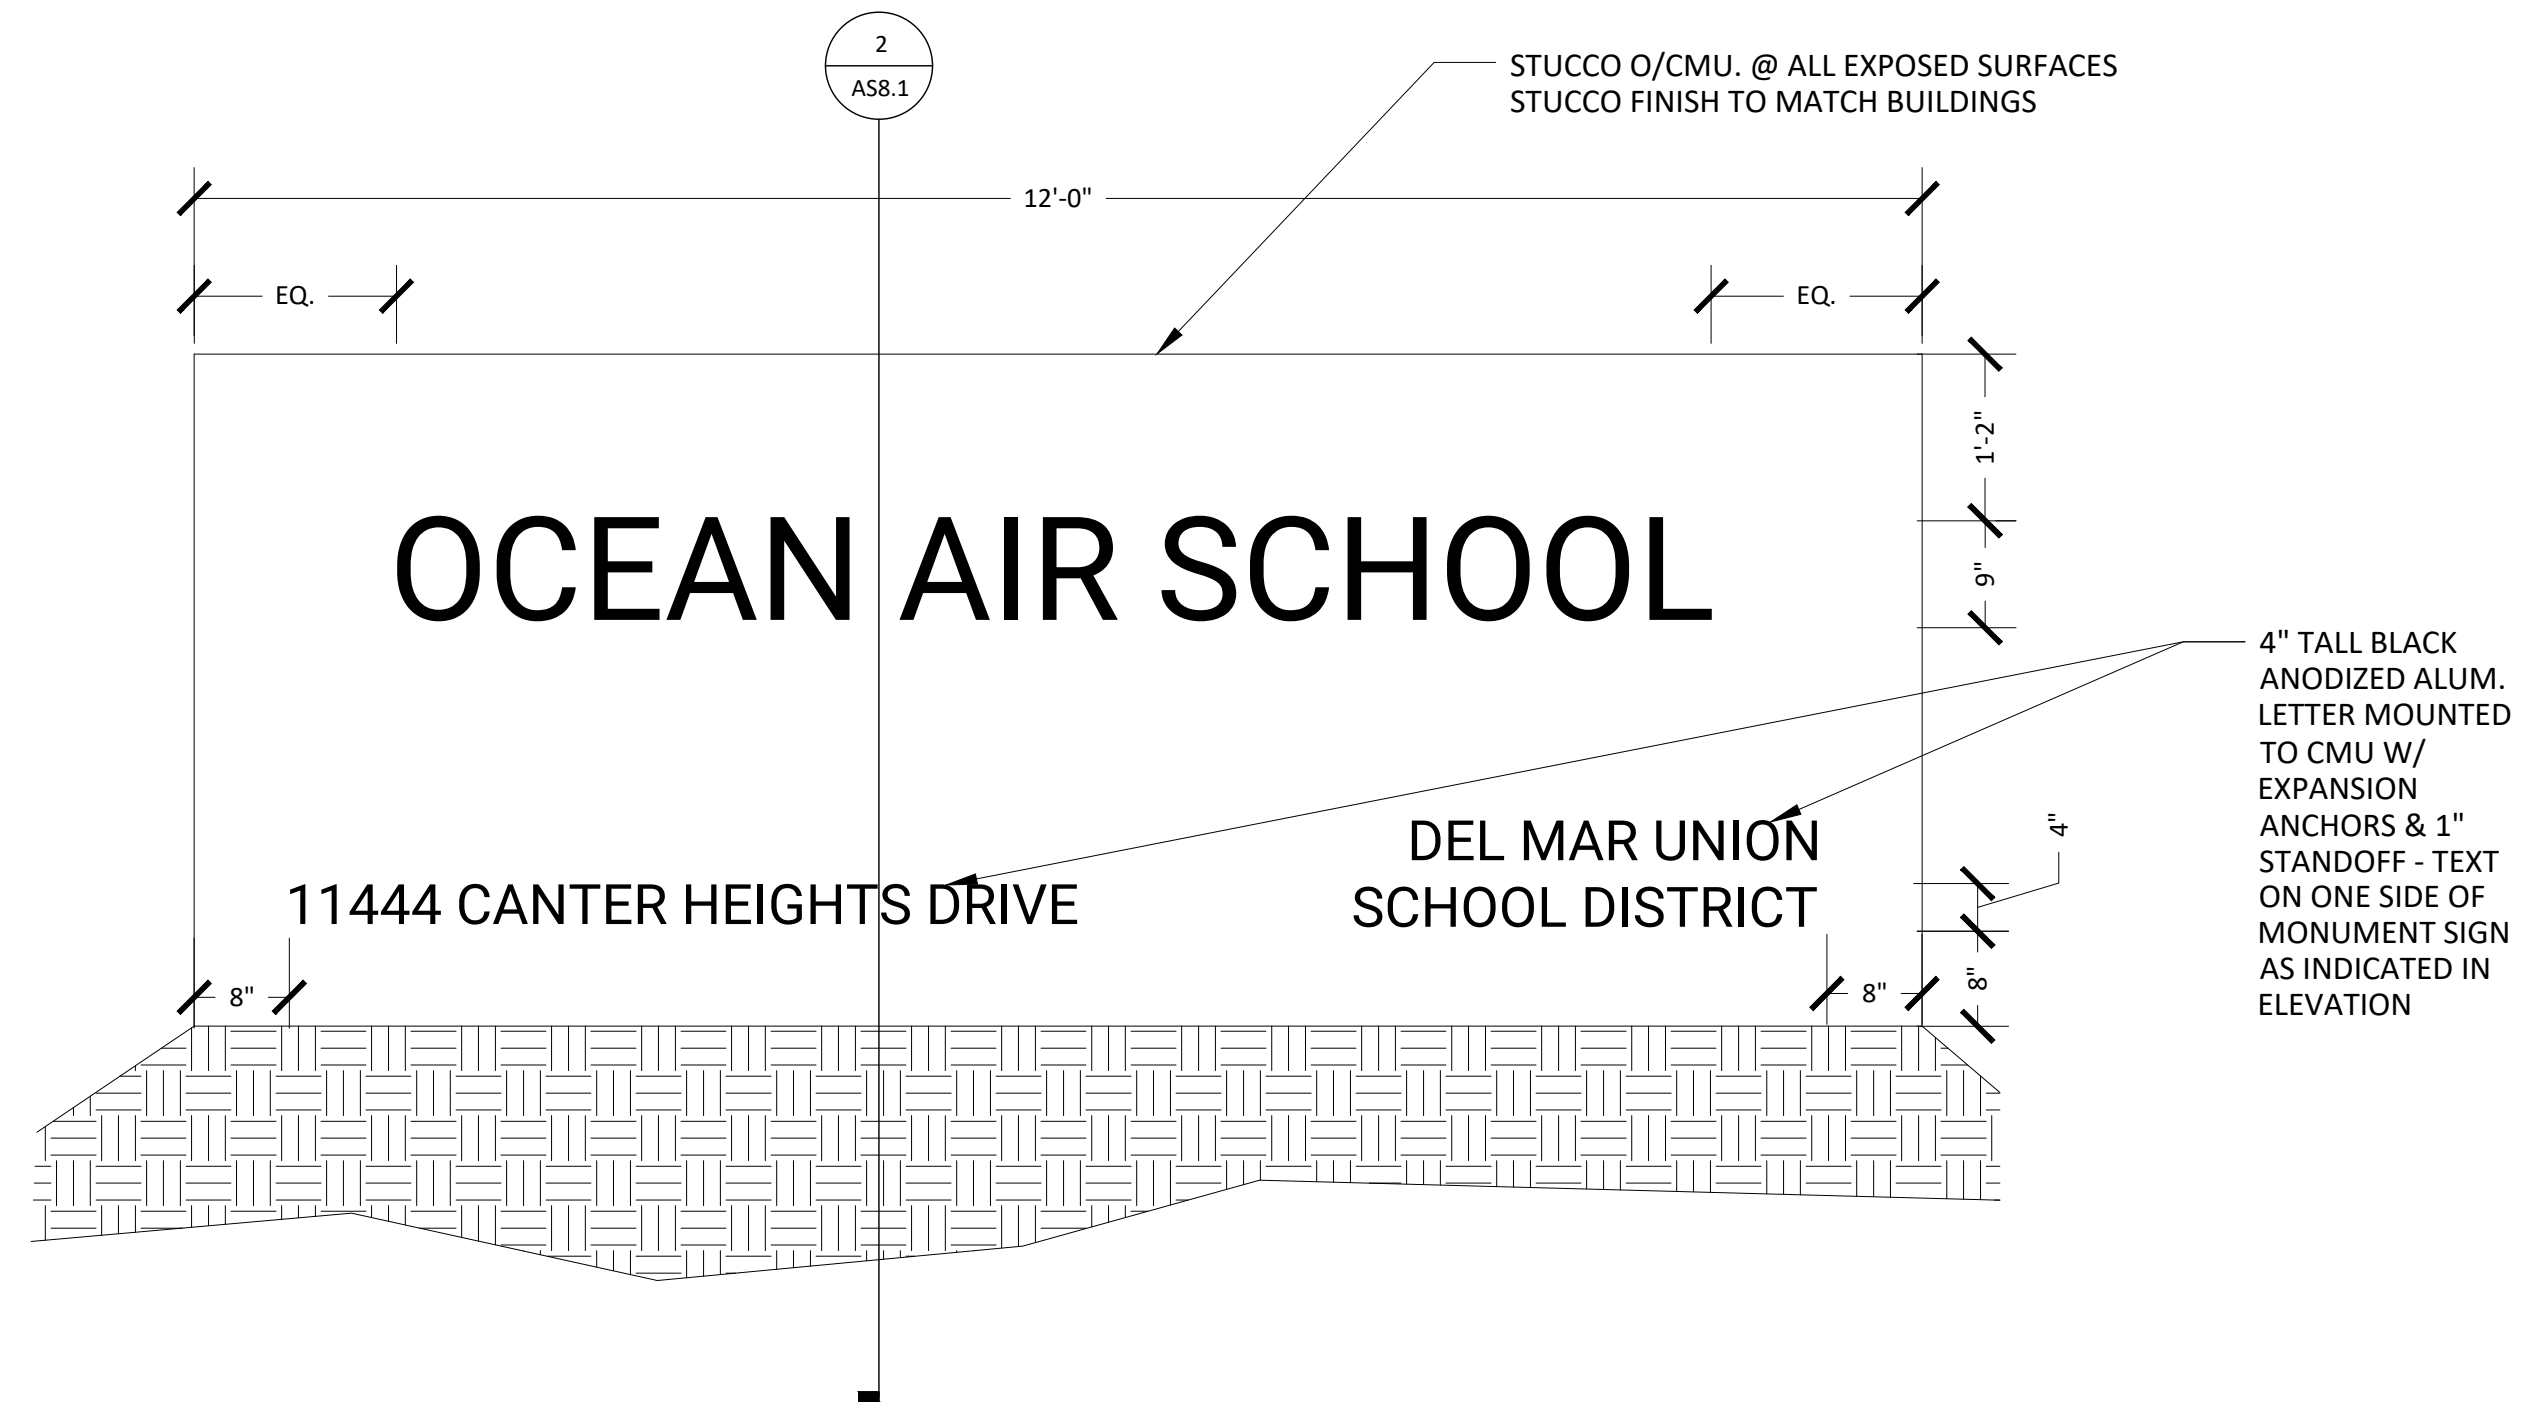 2
AS8.1
STUCCO O/CMU. @ ALL EXPOSED SURFACES
STUCCO FINISH TO MATCH BUILDINGS
12'-0"
EQ.
EQ.
1'-2"
OCEAN AIR SCHOOL
9"
4" TALL BLACK
ANODIZED ALUM.
LETTER MOUNTED
TO CMU W/
EXPANSION
ANCHORS & 1"
STANDOFF - TEXT
ON ONE SIDE OF
MONUMENT SIGN
AS INDICATED IN
ELEVATION
DEL MAR UNION
SCHOOL DISTRICT
11444 CANTER HEIGHTS DRIVE
4"
8"
8"
8"